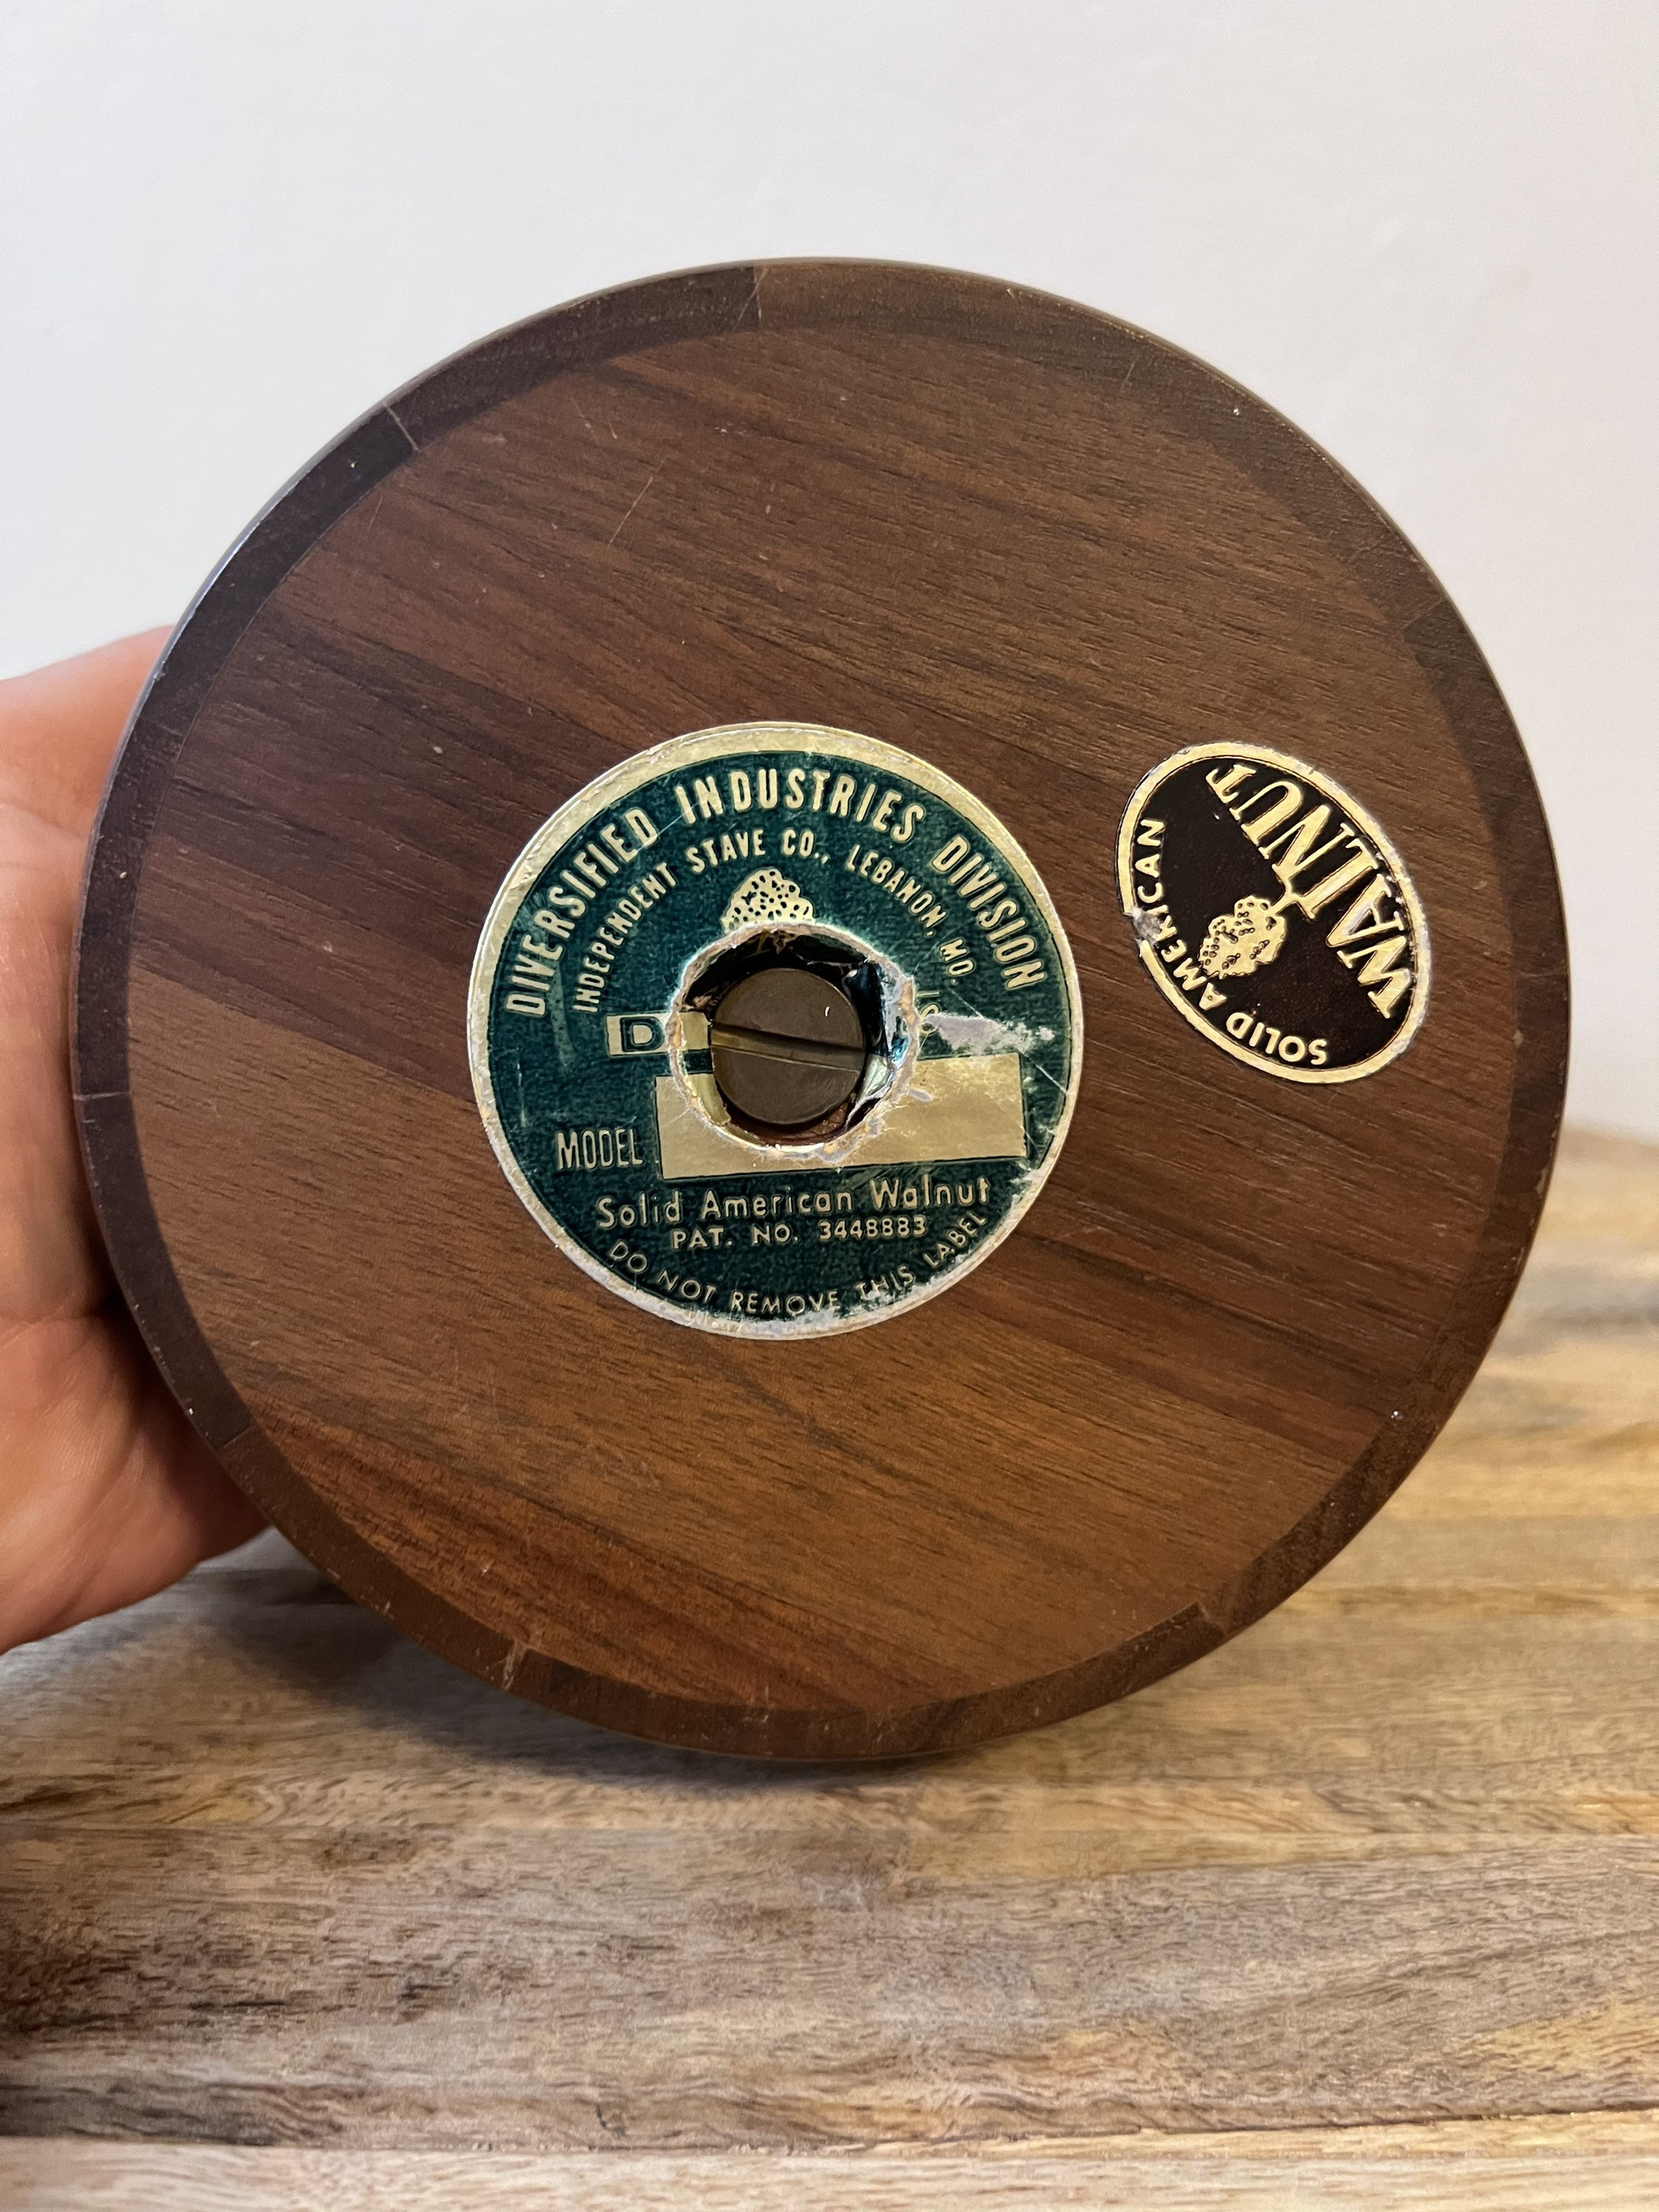 DIVERSIFIED INDUSTRIES DIVISION
INDEPENDENT STAVE CO., LEBANON, MO.
MODEL
Solid American Walnut
PAT. NO. 3448883
DO NOT REMOVE THIS LABEL
SOLID AMERICAN
WALNUT